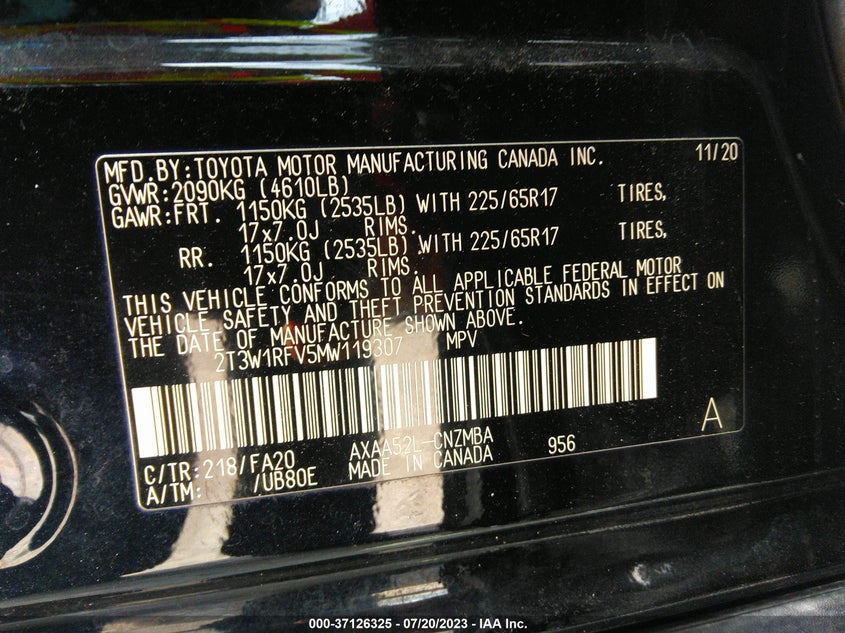 MFD.BY:TOYOTA MOTOR MANUFACTURING CANADA INC. 11/20
GVWR:2090KG (4610LB)
GAWR:FRT. 1150KG (2535LB) WITH 225/65R17 TIRES,
17x7.0J RIMS.
RR. 1150KG (2535LB) WITH 225/65R17 TIRES,
17x7.0J RIMS.
THIS VEHICLE CONFORMS TO ALL APPLICABLE FEDERAL MOTOR
VEHICLE SAFETY AND THEFT PREVENTION STANDARDS IN EFFECT ON
THE DATE OF MANUFACTURE SHOWN ABOVE.
2T3W1RFV5MW119307 MPV
A
C/TR:218/FA20 AXAA52L-CNZMBA 956
A/TM: /UB80E MADE IN CANADA
000-37126325 - 07/20/2023 - IAA Inc.